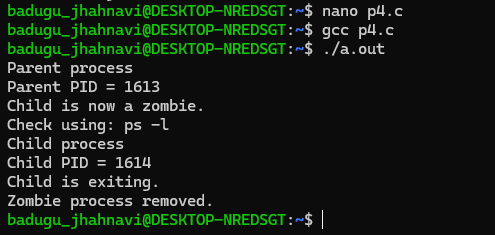 badugu_jhahnavi@DESKTOP-NREDSGT:~$ nano p4.c
badugu_jhahnavi@DESKTOP-NREDSGT:~$ gcc p4.c
badugu_jhahnavi@DESKTOP-NREDSGT:~$ ./a.out
Parent process
Parent PID = 1613
Child is now a zombie.
Check using: ps -l
Child process
Child PID = 1614
Child is exiting.
Zombie process removed.
badugu_jhahnavi@DESKTOP-NREDSGT:~$